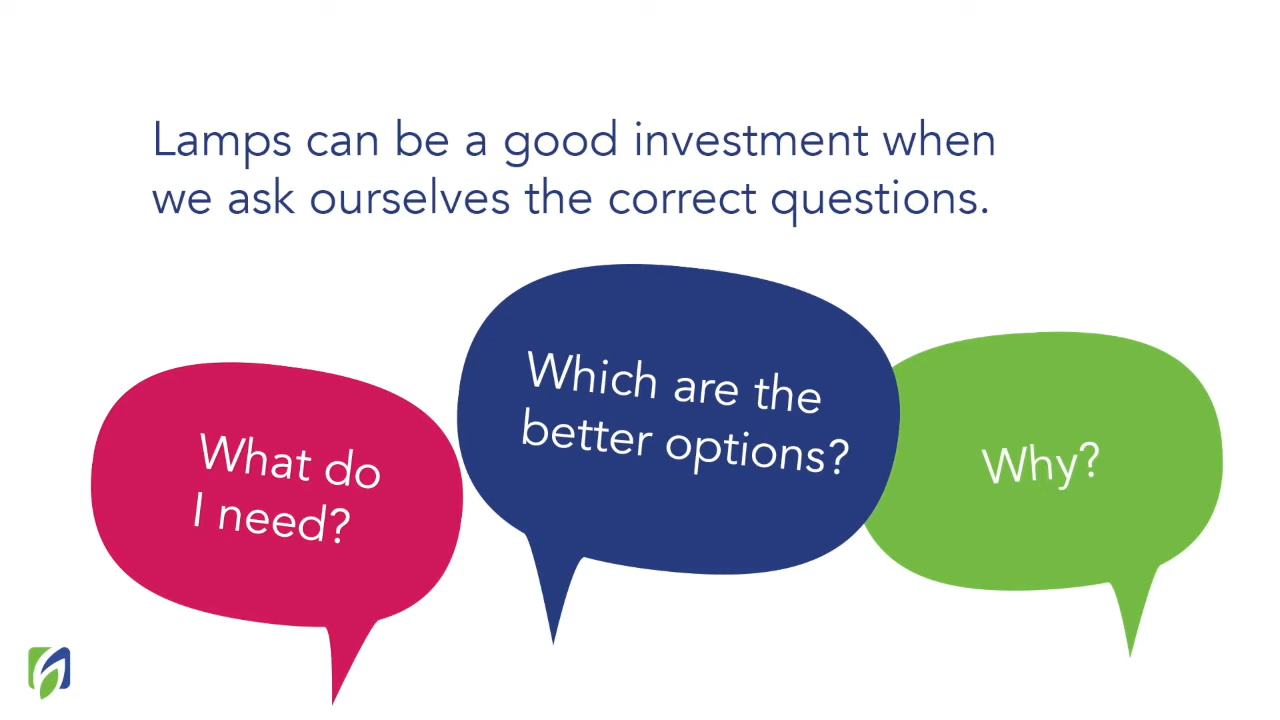 Lamps can be a good investment when
we ask ourselves the correct questions.
What do
I need?
Which are the
better options?
Why?